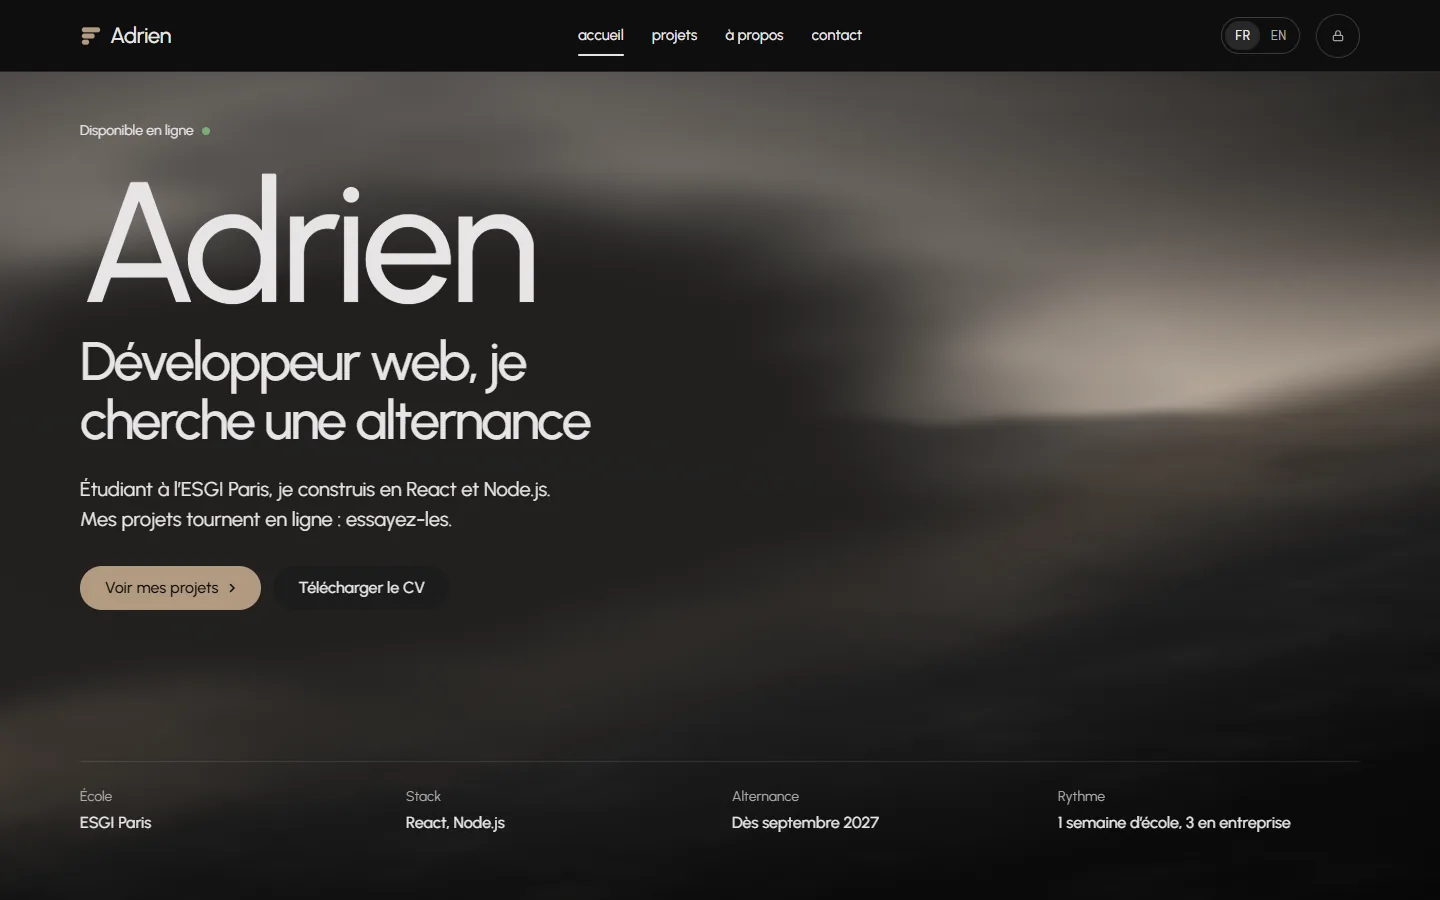 Adrien
accueil
projets
à propos
contact
FR
EN
Disponible en ligne
Adrien
Développeur web, je
cherche une alternance
Étudiant à l'ESGI Paris, je construis en React et Node.js.
Mes projets tournent en ligne : essayez-les.
Voir mes projets
Télécharger le CV
École
ESGI Paris
Stack
React, Node.js
Alternance
Dès septembre 2027
Rythme
1 semaine d'école, 3 en entreprise